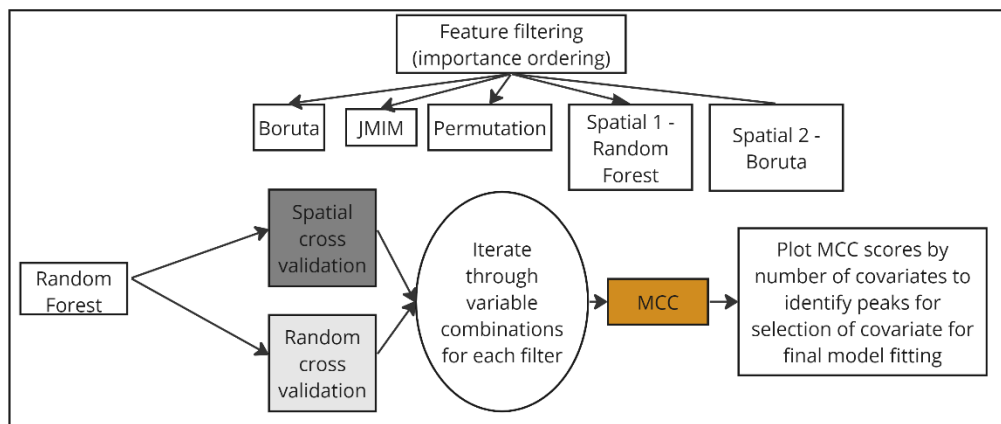 Feature filtering
(importance ordering)
Boruta
JMIM
Permutation
Spatial 1 -
Random
Forest
Spatial 2 -
Boruta
Random
Forest
Spatial
cross
validation
Random
cross
validation
Iterate
through
variable
combinations
for each filter
MCC
Plot MCC scores by
number of covariates to
identify peaks for
selection of covariate for
final model fitting